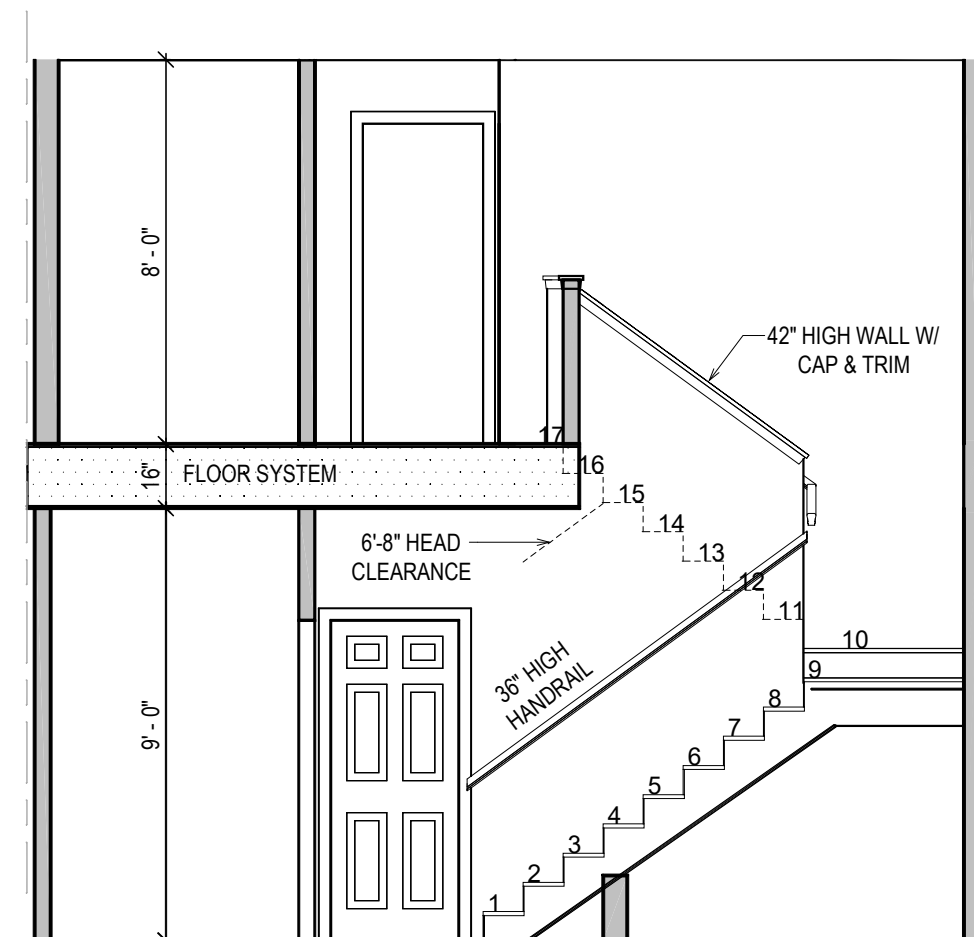 8' - 0"
42" HIGH WALL W/
CAP & TRIM
17
16
16"
FLOOR SYSTEM
15
14
6'-8" HEAD
CLEARANCE
13
12
11
10
9
36" HIGH
HANDRAIL
8
9' - 0"
7
6
5
4
3
2
1